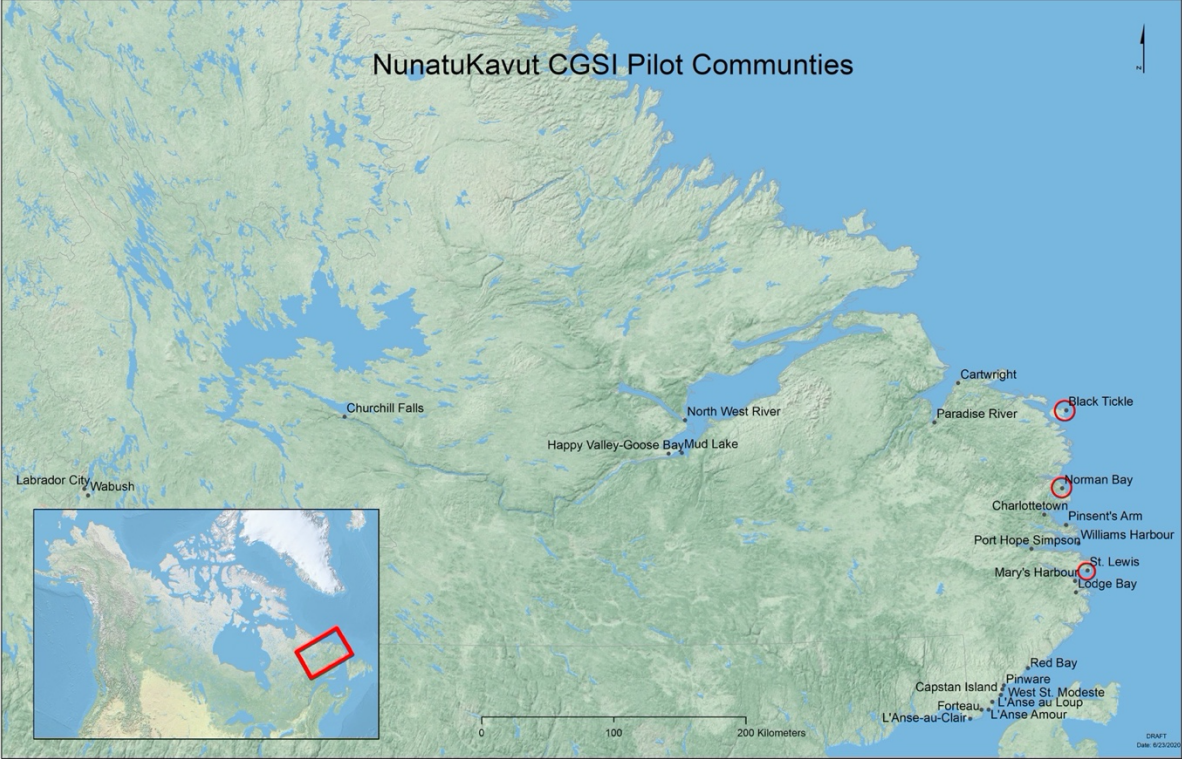 NunatuKavut CGSI Pilot Communties
N
Cartwright
Black Tickle
Churchill Falls
North West River
Paradise River
Happy Valley-Goose Bay
Mud Lake
Labrador City
Wabush
Norman Bay
Charlottetown
Pinsent's Arm
Williams Harbour
Port Hope Simpson
St. Lewis
Mary's Harbour
Lodge Bay
Red Bay
Pinware
Capstan Island
West St. Modeste
L'Anse au Loup
Forteau
L'Anse Amour
L'Anse-au-Clair
0 100 200 Kilometers
DRAFT
Date: 6/23/2020